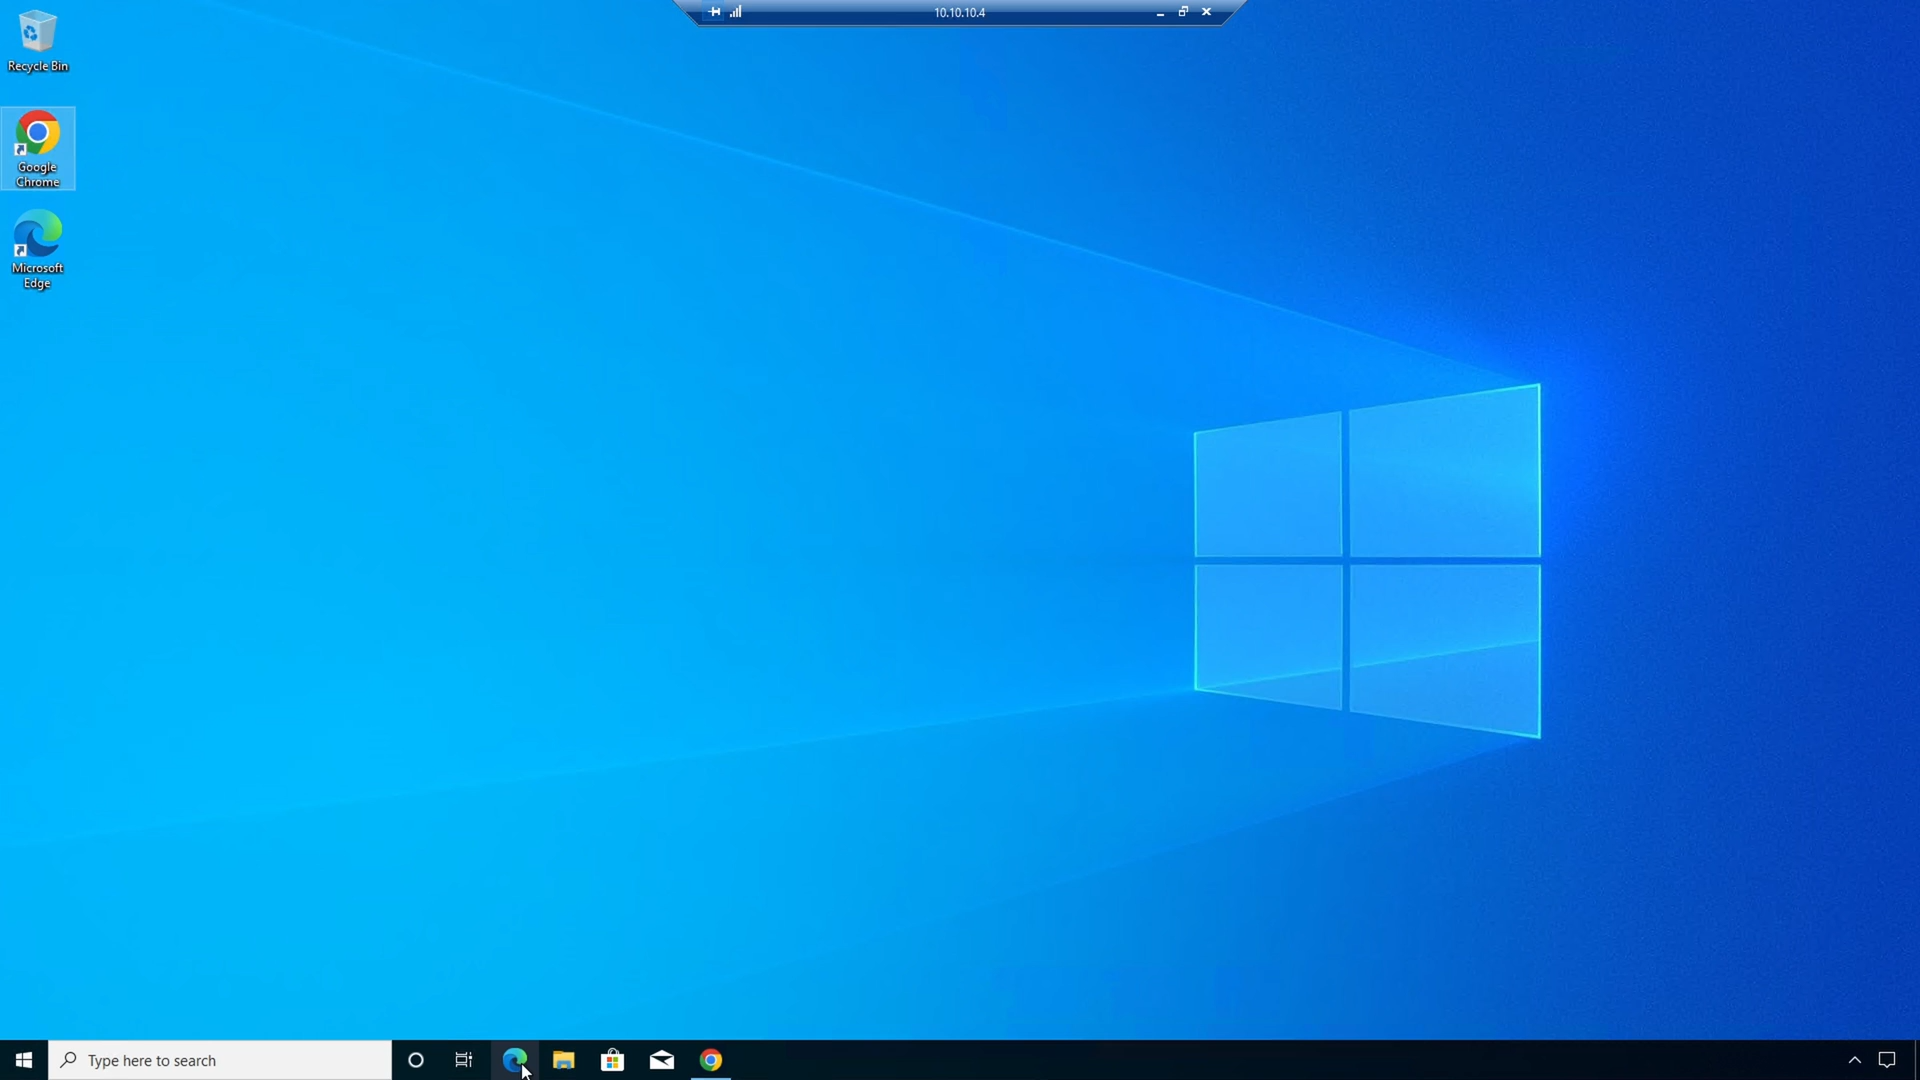 10.10.10.4
Recycle Bin
Google
Chrome
Microsoft
Edge
Type here to search